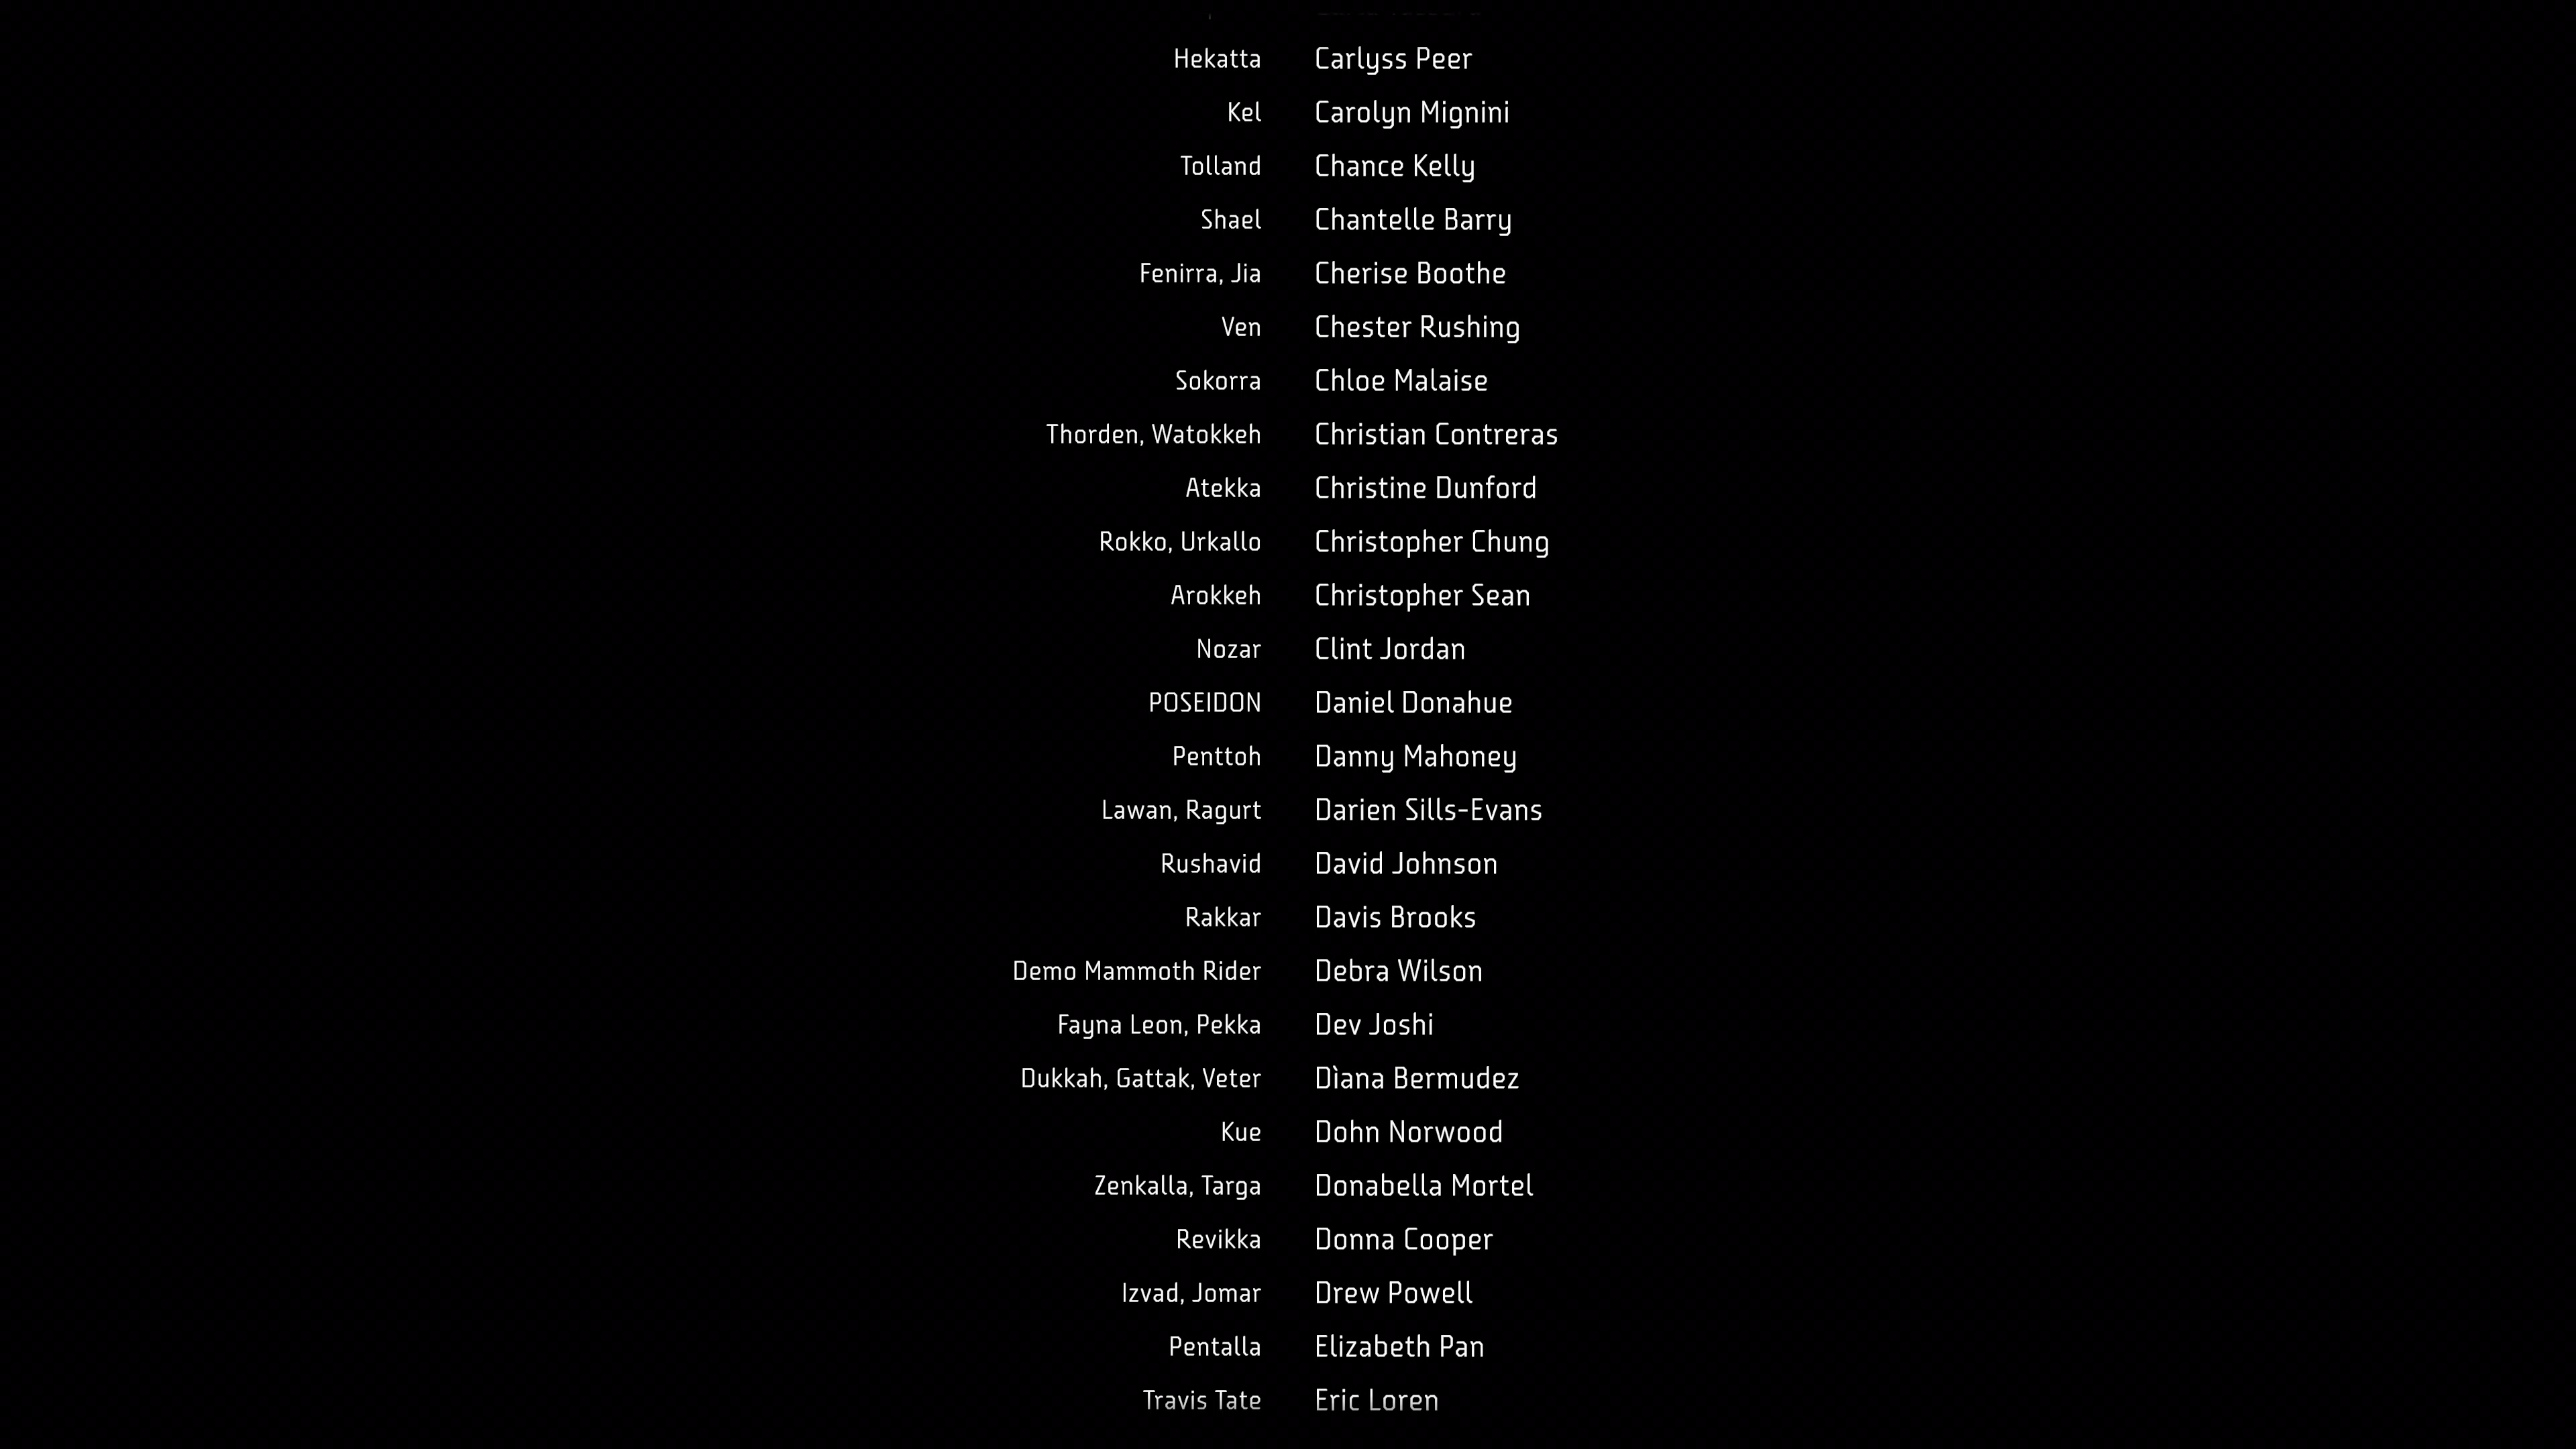 Hekatta Carlyss Peer
Kel Carolyn Mignini
Tolland Chance Kelly
Shael Chantelle Barry
Fenirra, Jia Cherise Boothe
Ven Chester Rushing
Sokorra Chloe Malaise
Thorden, Watokkeh Christian Contreras
Atekka Christine Dunford
Rokko, Urkallo Christopher Chung
Arokkeh Christopher Sean
Nozar Clint Jordan
POSEIDON Daniel Donahue
Penttoh Danny Mahoney
Lawan, Ragurt Darien Sills-Evans
Rushavid David Johnson
Rakkar Davis Brooks
Demo Mammoth Rider Debra Wilson
Fayna Leon, Pekka Dev Joshi
Dukkah, Gattak, Veter Dìana Bermudez
Kue Dohn Norwood
Zenkalla, Targa Donabella Mortel
Revikka Donna Cooper
Izvad, Jomar Drew Powell
Pentalla Elizabeth Pan
Travis Tate Eric Loren